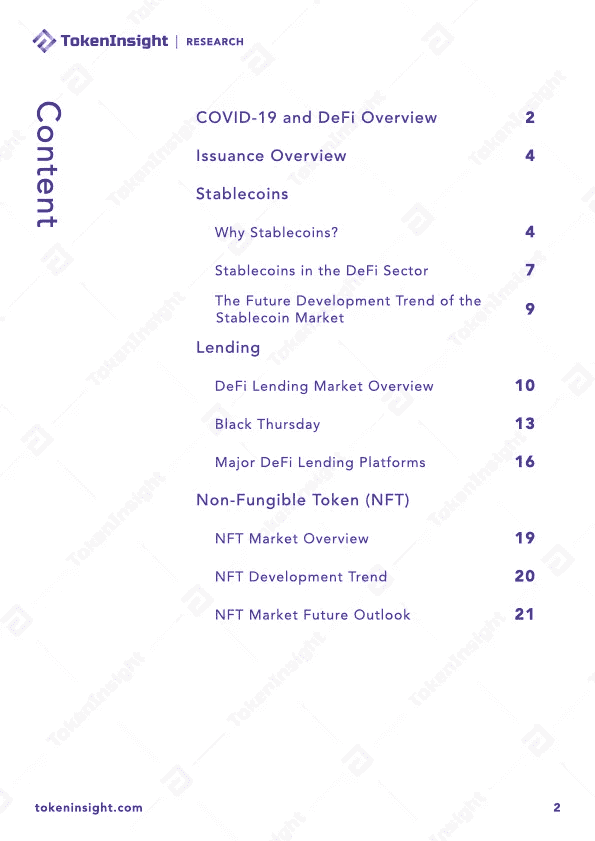 TokenInsight | RESEARCH
Content
COVID-19 and DeFi Overview 2
Issuance Overview 4
Stablecoins
Why Stablecoins? 4
Stablecoins in the DeFi Sector 7
The Future Development Trend of the
Stablecoin Market 9
Lending
DeFi Lending Market Overview 10
Black Thursday 13
Major DeFi Lending Platforms 16
Non-Fungible Token (NFT)
NFT Market Overview 19
NFT Development Trend 20
NFT Market Future Outlook 21
tokeninsight.com 2